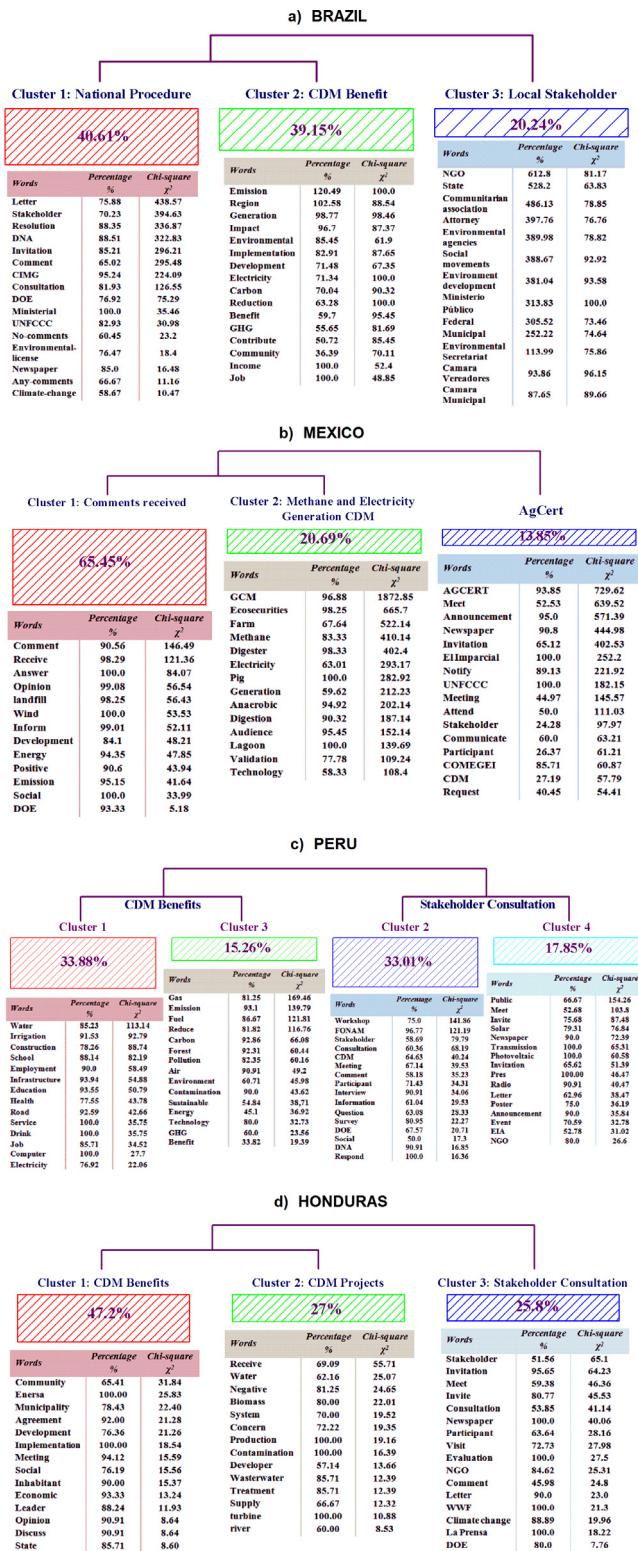 a) BRAZIL
Cluster 1: National Procedure
40.61%
Words Percentage % Chi-square χ²
Letter 75.88 438.57
Stakeholder 70.23 394.63
Resolution 88.35 336.87
DNA 88.51 322.83
Invitation 85.21 296.21
Comment 65.02 295.48
CIMG 95.24 224.09
Consultation 81.93 126.55
DOE 76.92 75.29
Ministerial 100.0 35.46
UNFCCC 82.93 30.98
No-comments 60.45 23.2
Environmental-license 76.47 18.4
Newspaper 85.0 16.48
Any-comments 66.67 11.16
Climate-change 58.67 10.47
Cluster 2: CDM Benefit
39.15%
Words Percentage % Chi-square χ²
Emission 120.49 100.0
Region 102.58 88.54
Generation 98.77 98.46
Impact 96.7 87.37
Environmental 85.45 61.9
Implementation 82.91 87.65
Development 71.48 67.35
Electricity 71.34 100.0
Carbon 70.04 90.32
Reduction 63.28 100.0
Benefit 59.7 95.45
GHG 55.65 81.69
Contribute 50.72 85.45
Community 36.39 70.11
Income 100.0 52.4
Job 100.0 48.85
Cluster 3: Local Stakeholder
20.24%
Words Percentage % Chi-square χ²
NGO 612.8 81.17
State 528.2 63.83
Communitarian association 486.13 78.85
Attorney 397.76 76.76
Environmental agencies 389.98 78.82
Social movements 388.67 92.92
Environment development 381.04 93.58
Ministerio Público 313.83 100.0
Federal 305.52 73.46
Municipal 252.22 74.64
Environmental Secretariat 113.99 75.86
Camara Vereadores 93.86 96.15
Camara Municipal 87.65 89.66
b) MEXICO
Cluster 1: Comments received
65.45%
Words Percentage % Chi-square χ²
Comment 90.56 146.49
Receive 98.29 121.36
Answer 100.0 84.07
Opinion 99.08 56.54
landfill 98.25 56.43
Wind 100.0 53.53
Inform 99.01 52.11
Development 84.1 48.21
Energy 94.35 47.85
Positive 90.6 43.94
Emission 95.15 41.64
Social 100.0 33.99
DOE 93.33 5.18
Cluster 2: Methane and Electricity
Generation CDM
20.69%
Words Percentage % Chi-square χ²
GCM 96.88 1872.85
Ecosecurities 98.25 665.7
Farm 67.64 522.14
Methane 83.33 410.14
Digester 98.33 402.4
Electricity 63.01 293.17
Pig 100.0 282.92
Generation 59.62 212.23
Anaerobic 94.92 202.14
Digestion 90.32 187.14
Audience 95.45 152.14
Lagoon 100.0 139.69
Validation 77.78 109.24
Technology 58.33 108.4
AgCert
13.85%
Words Percentage % Chi-square χ²
AGCERT 93.85 729.62
Meet 52.53 639.52
Announcement 95.0 571.39
Newspaper 90.8 444.98
Invitation 65.12 402.53
El Imparcial 100.0 252.2
Notify 89.13 221.92
UNFCCC 100.0 182.15
Meeting 44.97 145.57
Attend 50.0 111.03
Stakeholder 24.28 97.97
Communicate 60.0 63.21
Participant 26.37 61.21
COMEGEI 85.71 60.87
CDM 27.19 57.79
Request 40.45 54.41
c) PERU
CDM Benefits
Stakeholder Consultation
Cluster 1
33.88%
Words Percentage % Chi-square χ²
Water 85.23 113.14
Irrigation 91.53 92.79
Construction 78.26 88.74
School 88.14 82.19
Employment 90.0 58.49
Infrastructure 93.94 54.88
Education 93.55 50.79
Health 77.55 43.78
Road 92.59 42.66
Service 100.0 35.75
Drink 100.0 35.75
Job 85.71 34.52
Computer 100.0 27.7
Electricity 76.92 22.06
Cluster 3
15.26%
Words Percentage % Chi-square χ²
Gas 81.25 169.46
Emission 93.1 139.79
Fuel 86.67 121.81
Reduce 81.82 116.76
Carbon 92.86 66.08
Forest 92.31 60.44
Pollution 82.35 60.16
Air 90.91 49.2
Environment 60.71 45.98
Contamination 90.0 43.62
Sustainable 54.84 38.71
Energy 45.1 36.92
Technology 80.0 32.73
GHG 60.0 23.56
Benefit 33.82 19.39
Cluster 2
33.01%
Words Percentage % Chi-square χ²
Workshop 75.0 141.86
FONAM 96.77 121.19
Stakeholder 58.69 79.79
Consultation 60.36 68.19
CDM 64.63 40.24
Meeting 67.14 39.53
Comment 58.18 35.23
Participant 71.43 34.31
Interview 90.91 34.06
Information 61.04 29.53
Question 63.08 28.33
Survey 80.95 22.27
DOE 67.57 20.71
Social 50.0 17.3
DNA 90.91 16.85
Respond 100.0 16.36
Cluster 4
17.85%
Words Percentage % Chi-square χ²
Public 66.67 154.26
Meet 52.68 103.8
Invite 75.68 87.48
Solar 79.31 76.84
Newspaper 90.0 72.39
Transmission 100.0 65.31
Photovoltaic 100.0 60.58
Invitation 65.62 51.39
Pres 100.00 46.47
Radio 90.91 40.47
Letter 62.96 38.47
Poster 75.0 36.19
Announcement 90.0 35.84
Event 70.59 32.78
EIA 52.78 31.02
NGO 80.0 26.6
d) HONDURAS
Cluster 1: CDM Benefits
47.2%
Words Percentage % Chi-square χ²
Community 65.41 31.84
Enersa 100.00 25.83
Municipality 78.43 22.40
Agreement 92.00 21.28
Development 76.36 21.26
Implementation 100.00 18.54
Meeting 94.12 15.59
Social 76.19 15.56
Inhabitant 90.00 15.37
Economic 93.33 13.24
Leader 88.24 11.93
Opinion 90.91 8.64
Discuss 90.91 8.64
State 85.71 8.60
Cluster 2: CDM Projects
27%
Words Percentage % Chi-square χ²
Receive 69.09 55.71
Water 62.16 25.07
Negative 81.25 24.65
Biomass 80.00 22.01
System 70.00 19.52
Concern 72.22 19.35
Production 100.00 19.16
Contamination 100.00 16.39
Developer 57.14 13.66
Wasterwater 85.71 12.39
Treatment 85.71 12.39
Supply 66.67 12.32
turbine 100.00 10.88
river 60.00 8.53
Cluster 3: Stakeholder Consultation
25.8%
Words Percentage % Chi-square χ²
Stakeholder 51.56 65.1
Invitation 95.65 64.23
Meet 59.38 46.36
Invite 80.77 45.53
Consultation 53.85 41.14
Newspaper 100.0 40.06
Participant 63.64 28.16
Visit 72.73 27.98
Evaluation 100.0 27.5
NGO 84.62 25.31
Comment 45.98 24.8
Letter 90.0 23.0
WWF 100.0 21.3
Climate change 88.89 19.96
La Prensa 100.0 18.22
DOE 80.0 7.76